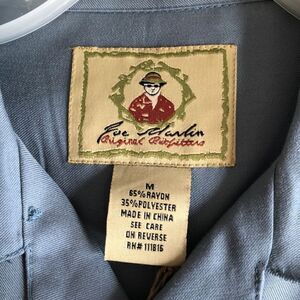 Joe Marlin
Original Outfitters
M
65% RAYON
35% POLYESTER
MADE IN CHINA
SEE CARE
ON REVERSE
RN# 111816